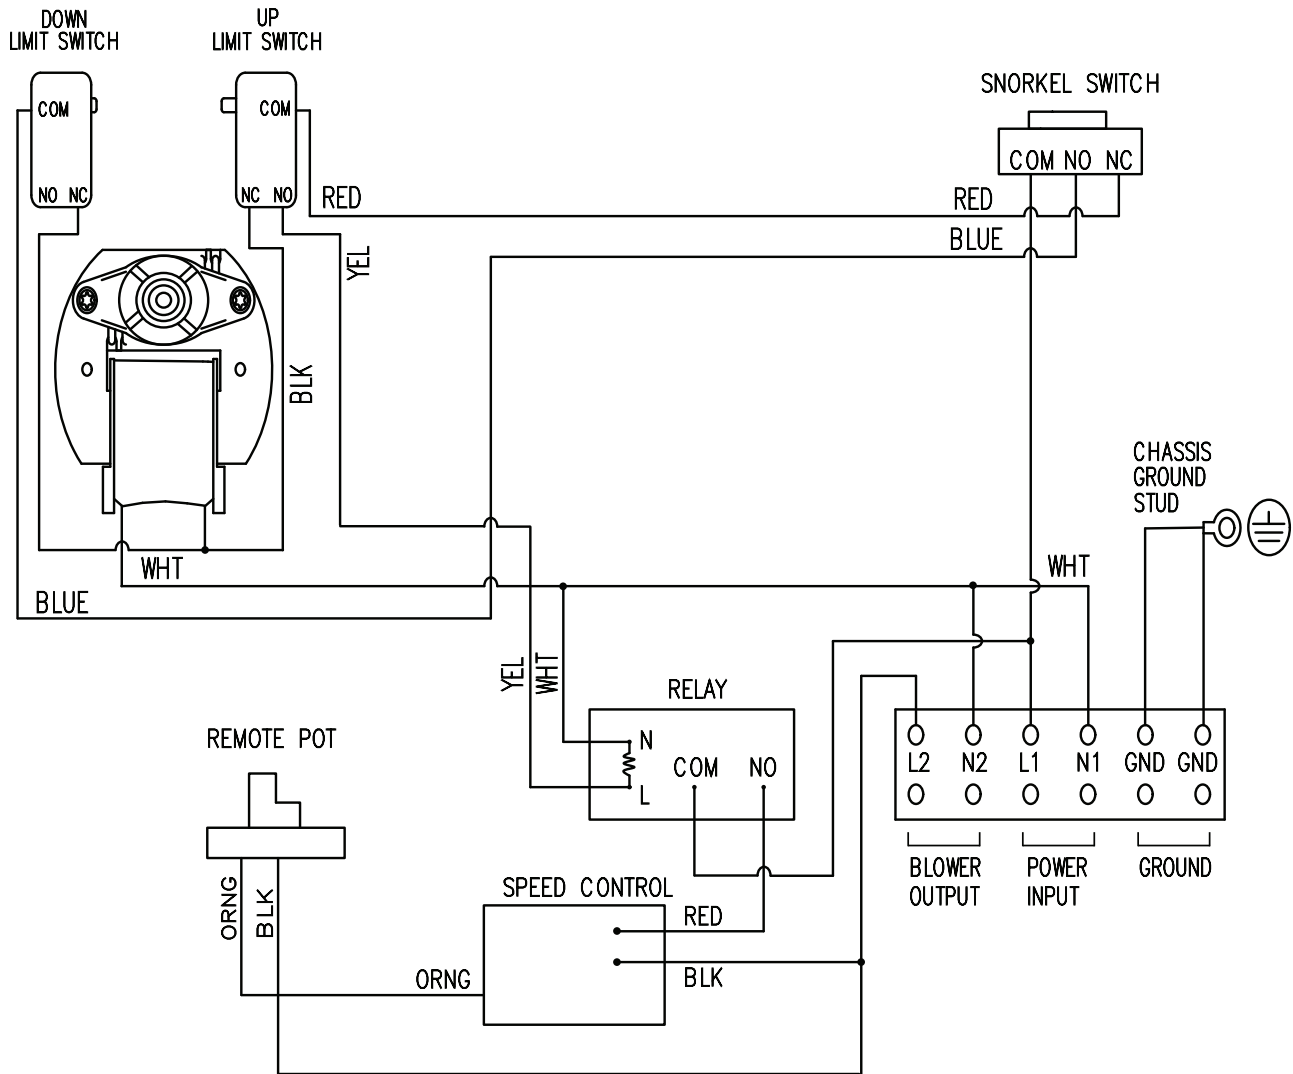 DOWN
LIMIT SWITCH
UP
LIMIT SWITCH
COM
NO NC
COM
NC NO
RED
YEL
BLK
SNORKEL SWITCH
COM NO NC
RED
BLUE
CHASSIS
GROUND
STUD
WHT
BLUE
WHT
YEL
WHT
RELAY
N
COM NO
L
L2 N2 L1 N1 GND GND
BLOWER
OUTPUT
POWER
INPUT
GROUND
REMOTE POT
ORNG
BLK
ORNG
SPEED CONTROL
RED
BLK